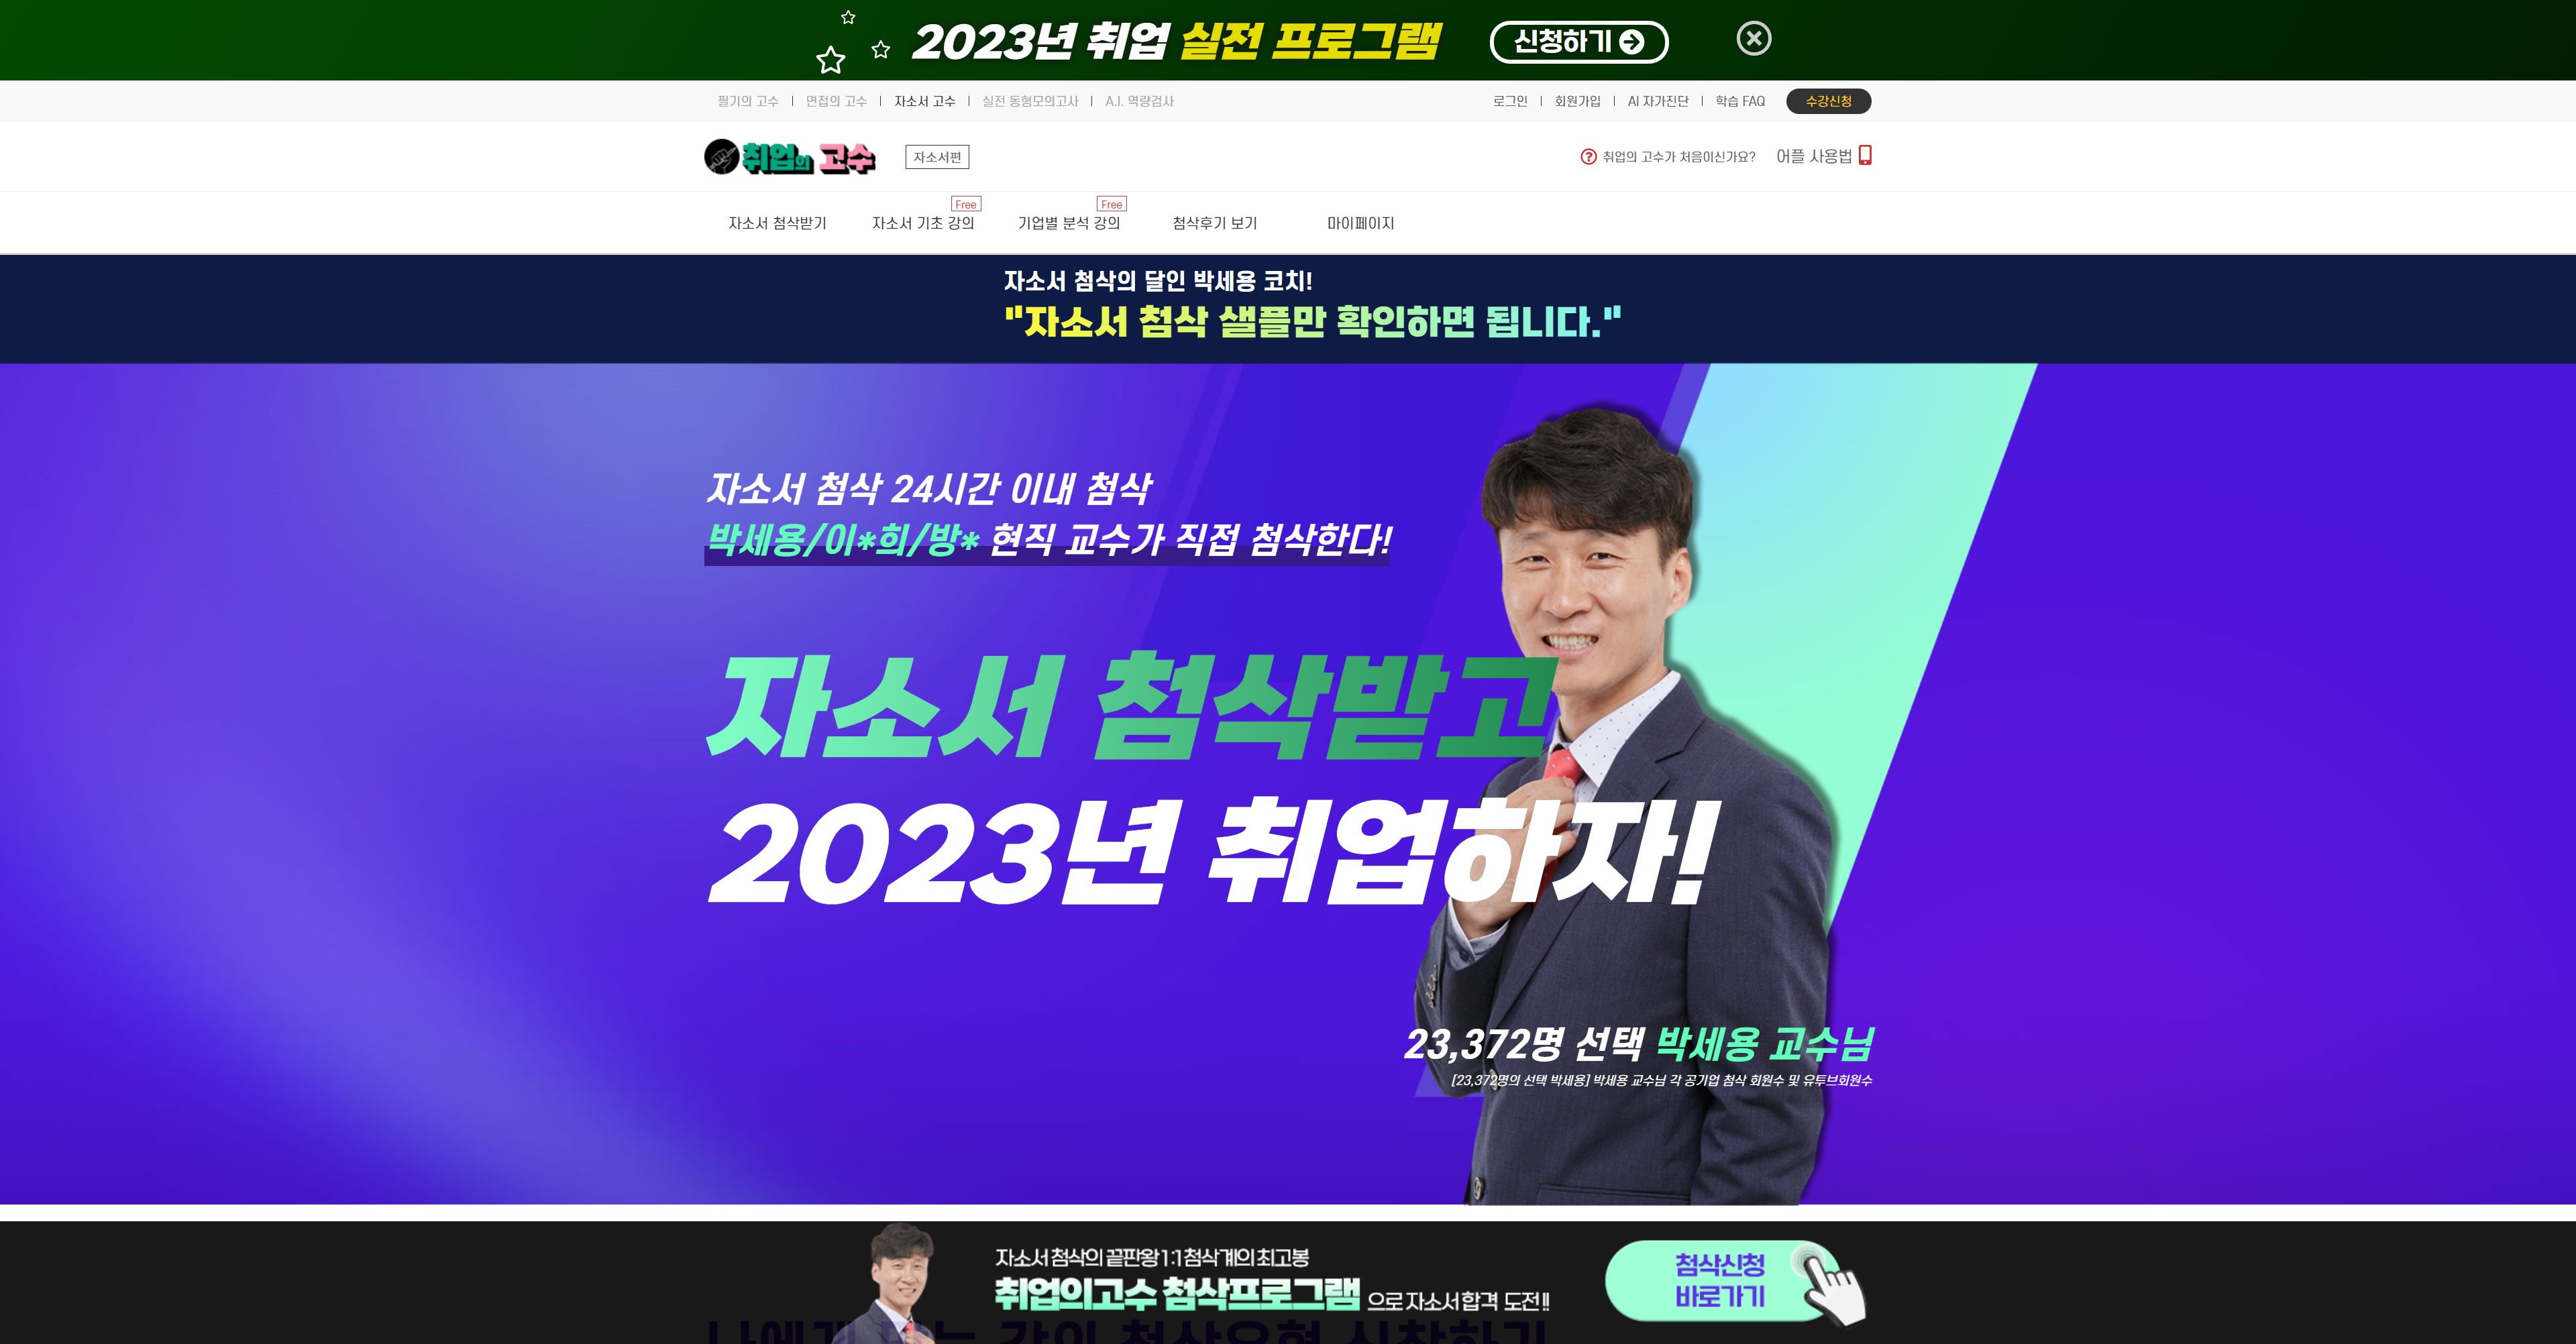 2023년 취업 실전 프로그램 신청하기
필기의 고수 | 면접의 고수 | 자소서 고수 | 실전 동형모의고사 | A.I. 역량검사
로그인 | 회원가입 | AI 자가진단 | 학습 FAQ 수강신청
취업의 고수 자소서편
취업의 고수가 처음이신가요? 어플 사용법
Free Free
자소서 첨삭받기 자소서 기초 강의 기업별 분석 강의 첨삭후기 보기 마이페이지
자소서 첨삭의 달인 박세용 코치!
"자소서 첨삭 샘플만 확인하면 됩니다."
자소서 첨삭 24시간 이내 첨삭
박세용/이*희/방* 현직 교수가 직접 첨삭한다!
자소서 첨삭받고
2023년 취업하자!
23,372명 선택 박세용 교수님
[23,372명의 선택 박세용] 박세용 교수님 각 공기업 첨삭 회원수 및 유투브회원수
자소서 첨삭의 끝판왕 1:1 첨삭계의 최고봉
취업의고수 첨삭프로그램 으로 자소서 합격 도전!!
첨삭신청
바로가기